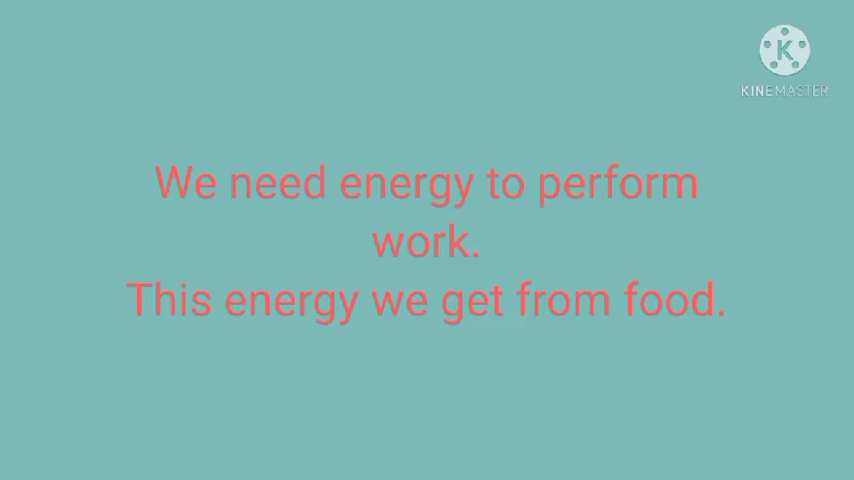 K
KINEMASTER
We need energy to perform
work.
This energy we get from food.